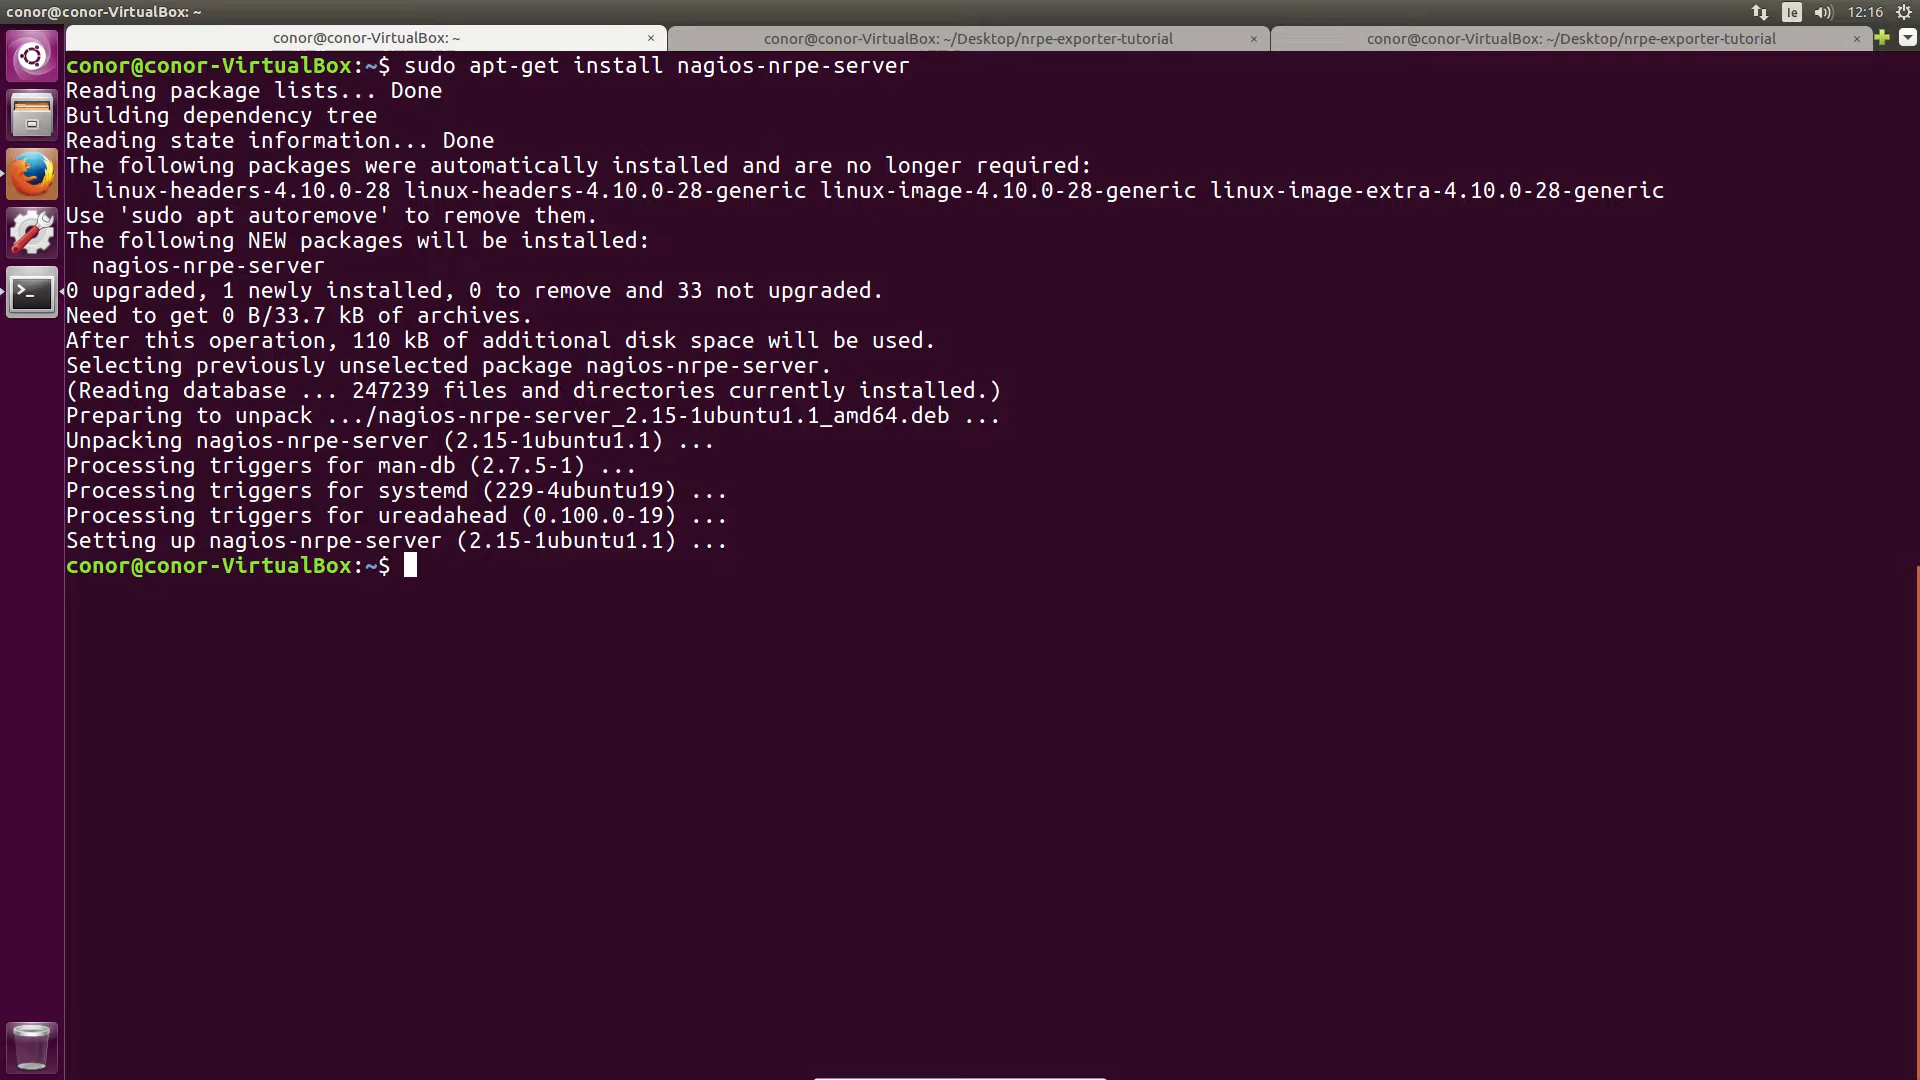 conor@conor-VirtualBox: ~
Ie
12:16
conor@conor-VirtualBox: ~ ×
conor@conor-VirtualBox: ~/Desktop/nrpe-exporter-tutorial ×
conor@conor-VirtualBox: ~/Desktop/nrpe-exporter-tutorial ×
conor@conor-VirtualBox:~$ sudo apt-get install nagios-nrpe-server
Reading package lists... Done
Building dependency tree
Reading state information... Done
The following packages were automatically installed and are no longer required:
  linux-headers-4.10.0-28 linux-headers-4.10.0-28-generic linux-image-4.10.0-28-generic linux-image-extra-4.10.0-28-generic
Use 'sudo apt autoremove' to remove them.
The following NEW packages will be installed:
  nagios-nrpe-server
0 upgraded, 1 newly installed, 0 to remove and 33 not upgraded.
Need to get 0 B/33.7 kB of archives.
After this operation, 110 kB of additional disk space will be used.
Selecting previously unselected package nagios-nrpe-server.
(Reading database ... 247239 files and directories currently installed.)
Preparing to unpack .../nagios-nrpe-server_2.15-1ubuntu1.1_amd64.deb ...
Unpacking nagios-nrpe-server (2.15-1ubuntu1.1) ...
Processing triggers for man-db (2.7.5-1) ...
Processing triggers for systemd (229-4ubuntu19) ...
Processing triggers for ureadahead (0.100.0-19) ...
Setting up nagios-nrpe-server (2.15-1ubuntu1.1) ...
conor@conor-VirtualBox:~$